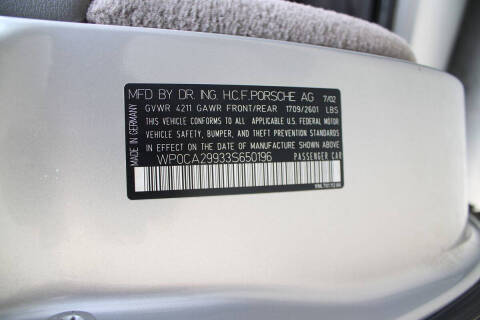 MFD BY DR. ING. H.C.F. PORSCHE AG 7/02
GVWR 4211 GAWR FRONT/REAR 1709/2601 LBS
THIS VEHICLE CONFORMS TO ALL APPLICABLE U.S. FEDERAL MOTOR
VEHICLE SAFETY, BUMPER, AND THEFT PREVENTION STANDARDS
IN EFFECT ON THE DATE OF MANUFACTURE SHOWN ABOVE
WP0CA29933S650196 PASSENGER CAR
MADE IN GERMANY